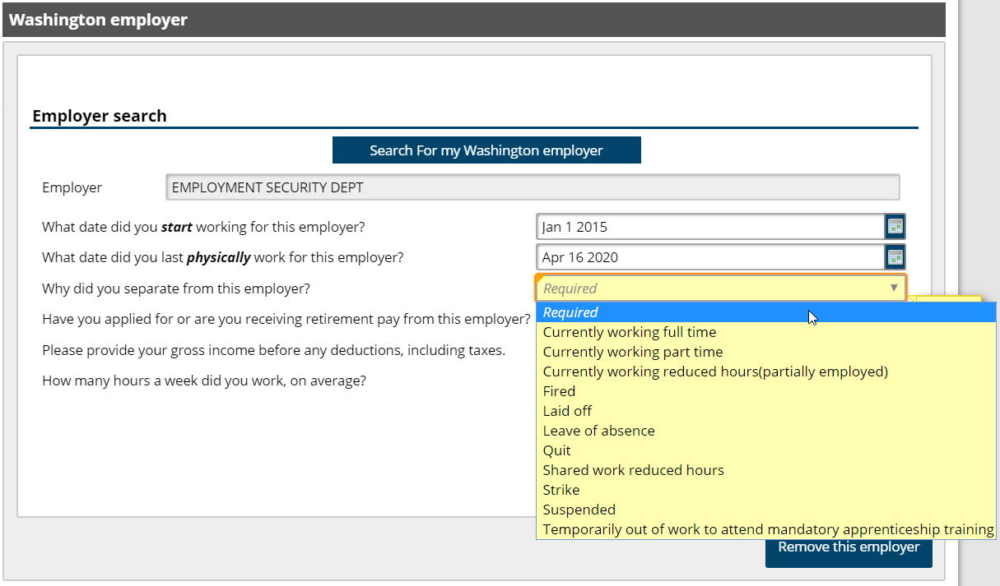 Washington employer
Employer search
Search For my Washington employer
Employer EMPLOYMENT SECURITY DEPT
What date did you start working for this employer? Jan 1 2015
What date did you last physically work for this employer? Apr 16 2020
Why did you separate from this employer? Required
Have you applied for or are you receiving retirement pay from this employer?
Please provide your gross income before any deductions, including taxes.
How many hours a week did you work, on average?
Required
Currently working full time
Currently working part time
Currently working reduced hours(partially employed)
Fired
Laid off
Leave of absence
Quit
Shared work reduced hours
Strike
Suspended
Temporarily out of work to attend mandatory apprenticeship training
Remove this employer